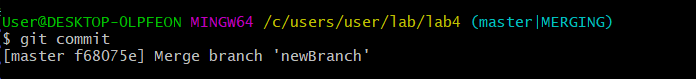 User@DESKTOP-OLPFEON MINGW64 /c/users/user/lab/lab4 (master|MERGING)
$ git commit
[master f68075e] Merge branch 'newBranch'